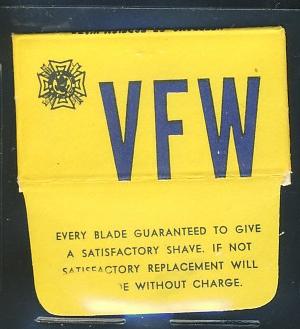 VFW
EVERY BLADE GUARANTEED TO GIVE
A SATISFACTORY SHAVE. IF NOT
SATISFACTORY REPLACEMENT WILL
E WITHOUT CHARGE.